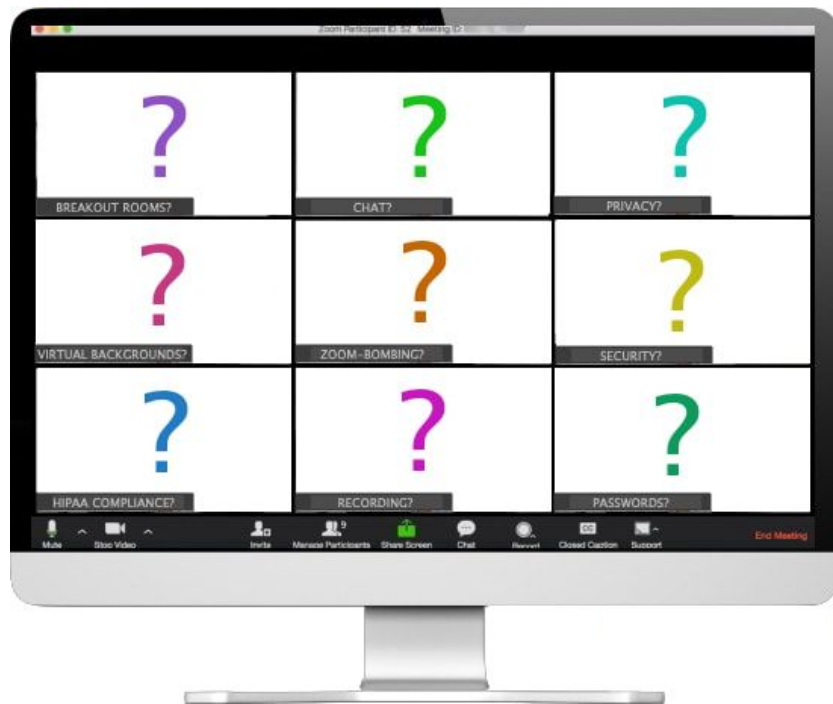 Zoom Participant ID: 52 Meeting ID:
?
?
?
BREAKOUT ROOMS?
CHAT?
PRIVACY?
?
?
?
VIRTUAL BACKGROUNDS?
ZOOM-BOMBING?
SECURITY?
?
?
?
HIPAA COMPLIANCE?
RECORDING?
PASSWORDS?
9
CC
Mute
Stop Video
Invite
Manage Participants
Share Screen
Chat
Record
Closed Caption
Support
End Meeting